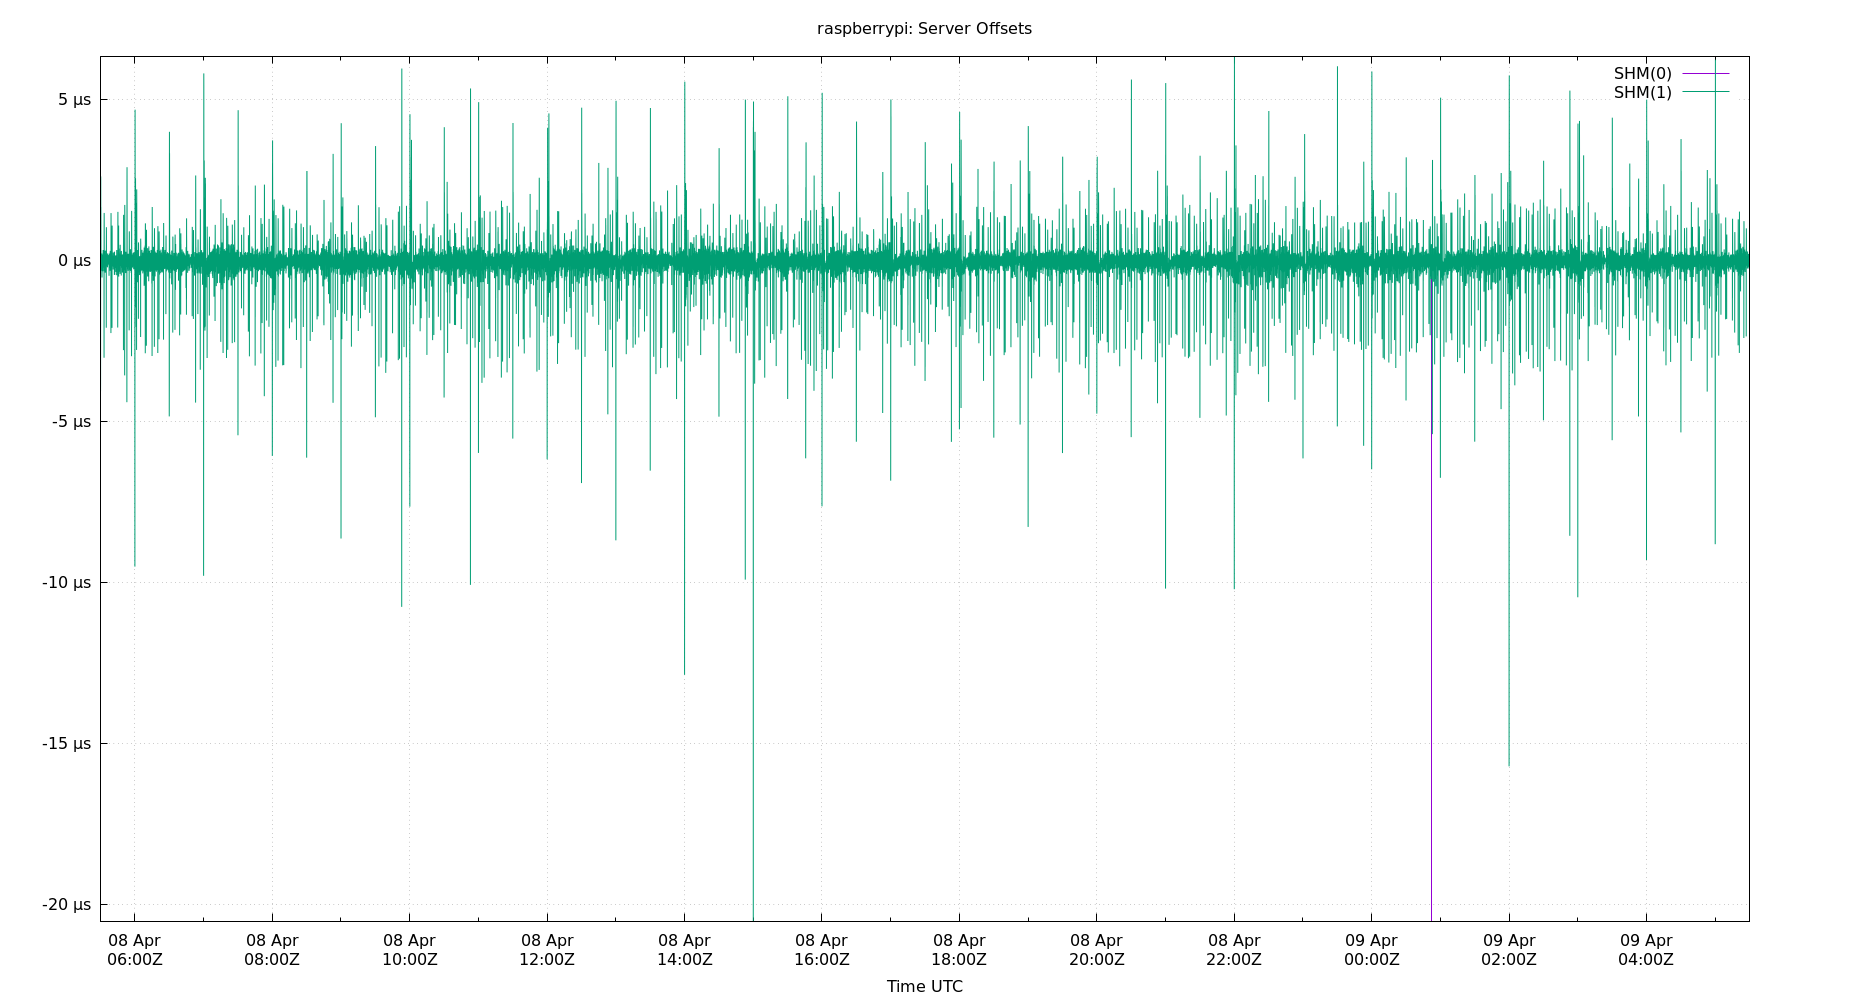 raspberrypi: Server Offsets
SHM(0)
SHM(1)
5 µs
0 µs
-5 µs
-10 µs
-15 µs
-20 µs
08 Apr 08 Apr 08 Apr 08 Apr 08 Apr 08 Apr 08 Apr 08 Apr 08 Apr 09 Apr 09 Apr 09 Apr
06:00Z 08:00Z 10:00Z 12:00Z 14:00Z 16:00Z 18:00Z 20:00Z 22:00Z 00:00Z 02:00Z 04:00Z
Time UTC